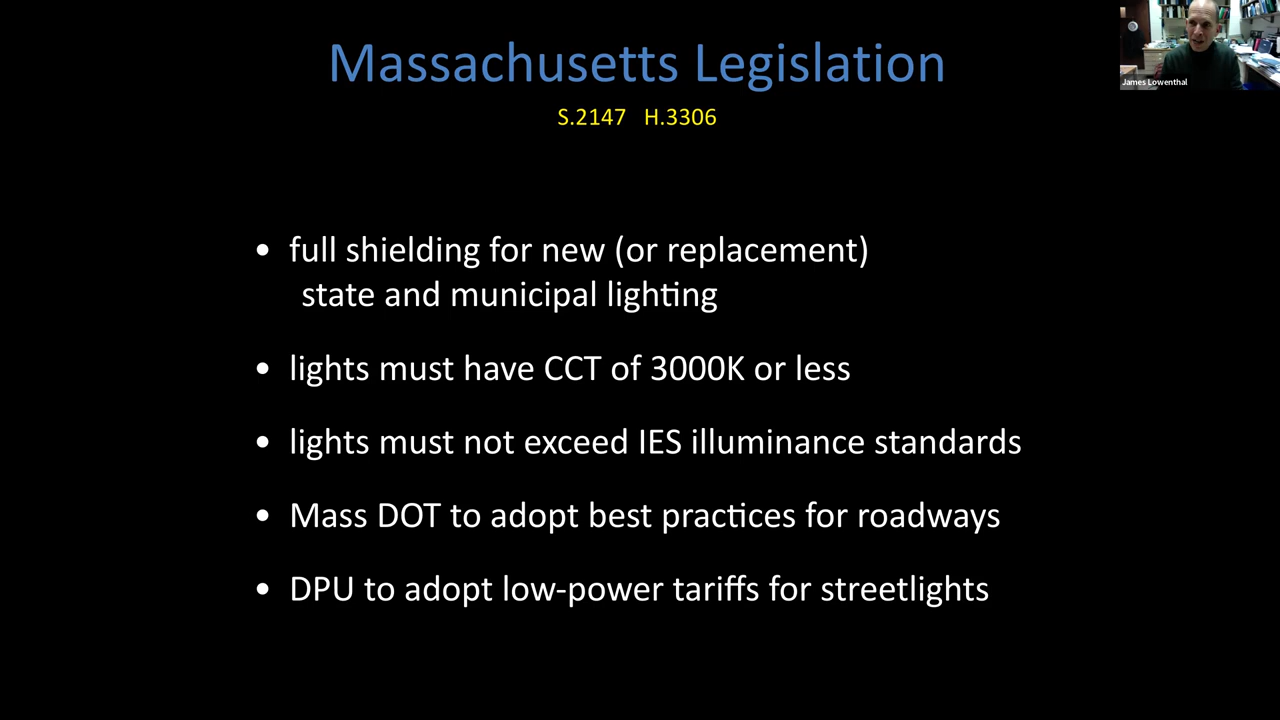 Massachusetts Legislation
S.2147 H.3306
James Lowenthal
• full shielding for new (or replacement)
state and municipal lighting
• lights must have CCT of 3000K or less
• lights must not exceed IES illuminance standards
• Mass DOT to adopt best practices for roadways
• DPU to adopt low-power tariffs for streetlights